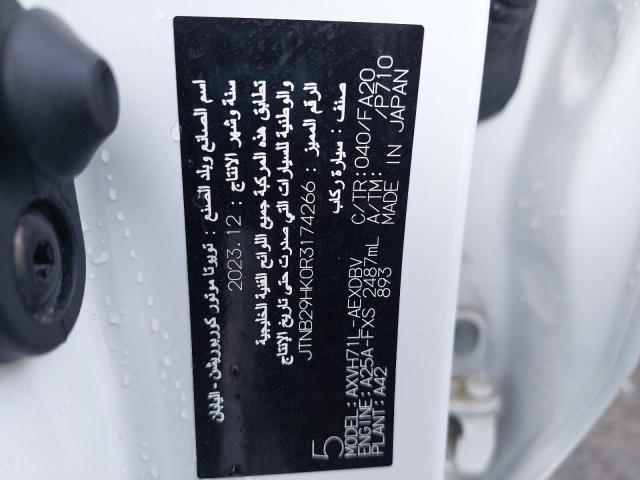 اسم الصانع وبلد الصنع : تويوتا موتور كوربوريشن - اليابان
سنة وشهر الإنتاج : 2023.12
تطابق هذه المركبة جميع اللوائح الفنية الخليجية
والوطنية للسيارات التي صدرت حتى تاريخ الإنتاج
الرقم المميز : JTNB29HK0R3174266
صنف : سيارة ركاب
5
MODEL: AXVH71L-AEXDBV C/TR: 040/FA20
ENGINE: A25A-FXS 2487mL A/TM: /P710
PLANT: A42 893 MADE IN JAPAN